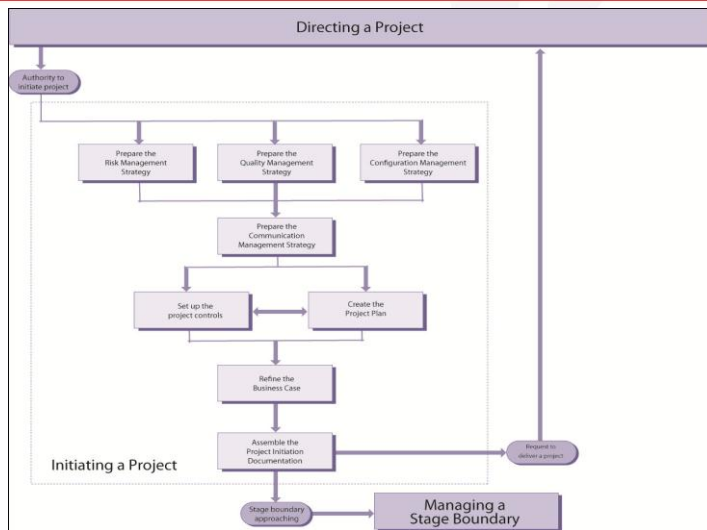 Directing a Project
Authority to
initiate project
Prepare the
Risk Management
Strategy
Prepare the
Quality Management
Strategy
Prepare the
Configuration Management
Strategy
Prepare the
Communication
Management Strategy
Set up the
project controls
Create the
Project Plan
Refine the
Business Case
Assemble the
Project Initiation
Documentation
Request to
deliver a project
Initiating a Project
Stage boundary
approaching
Managing a
Stage Boundary